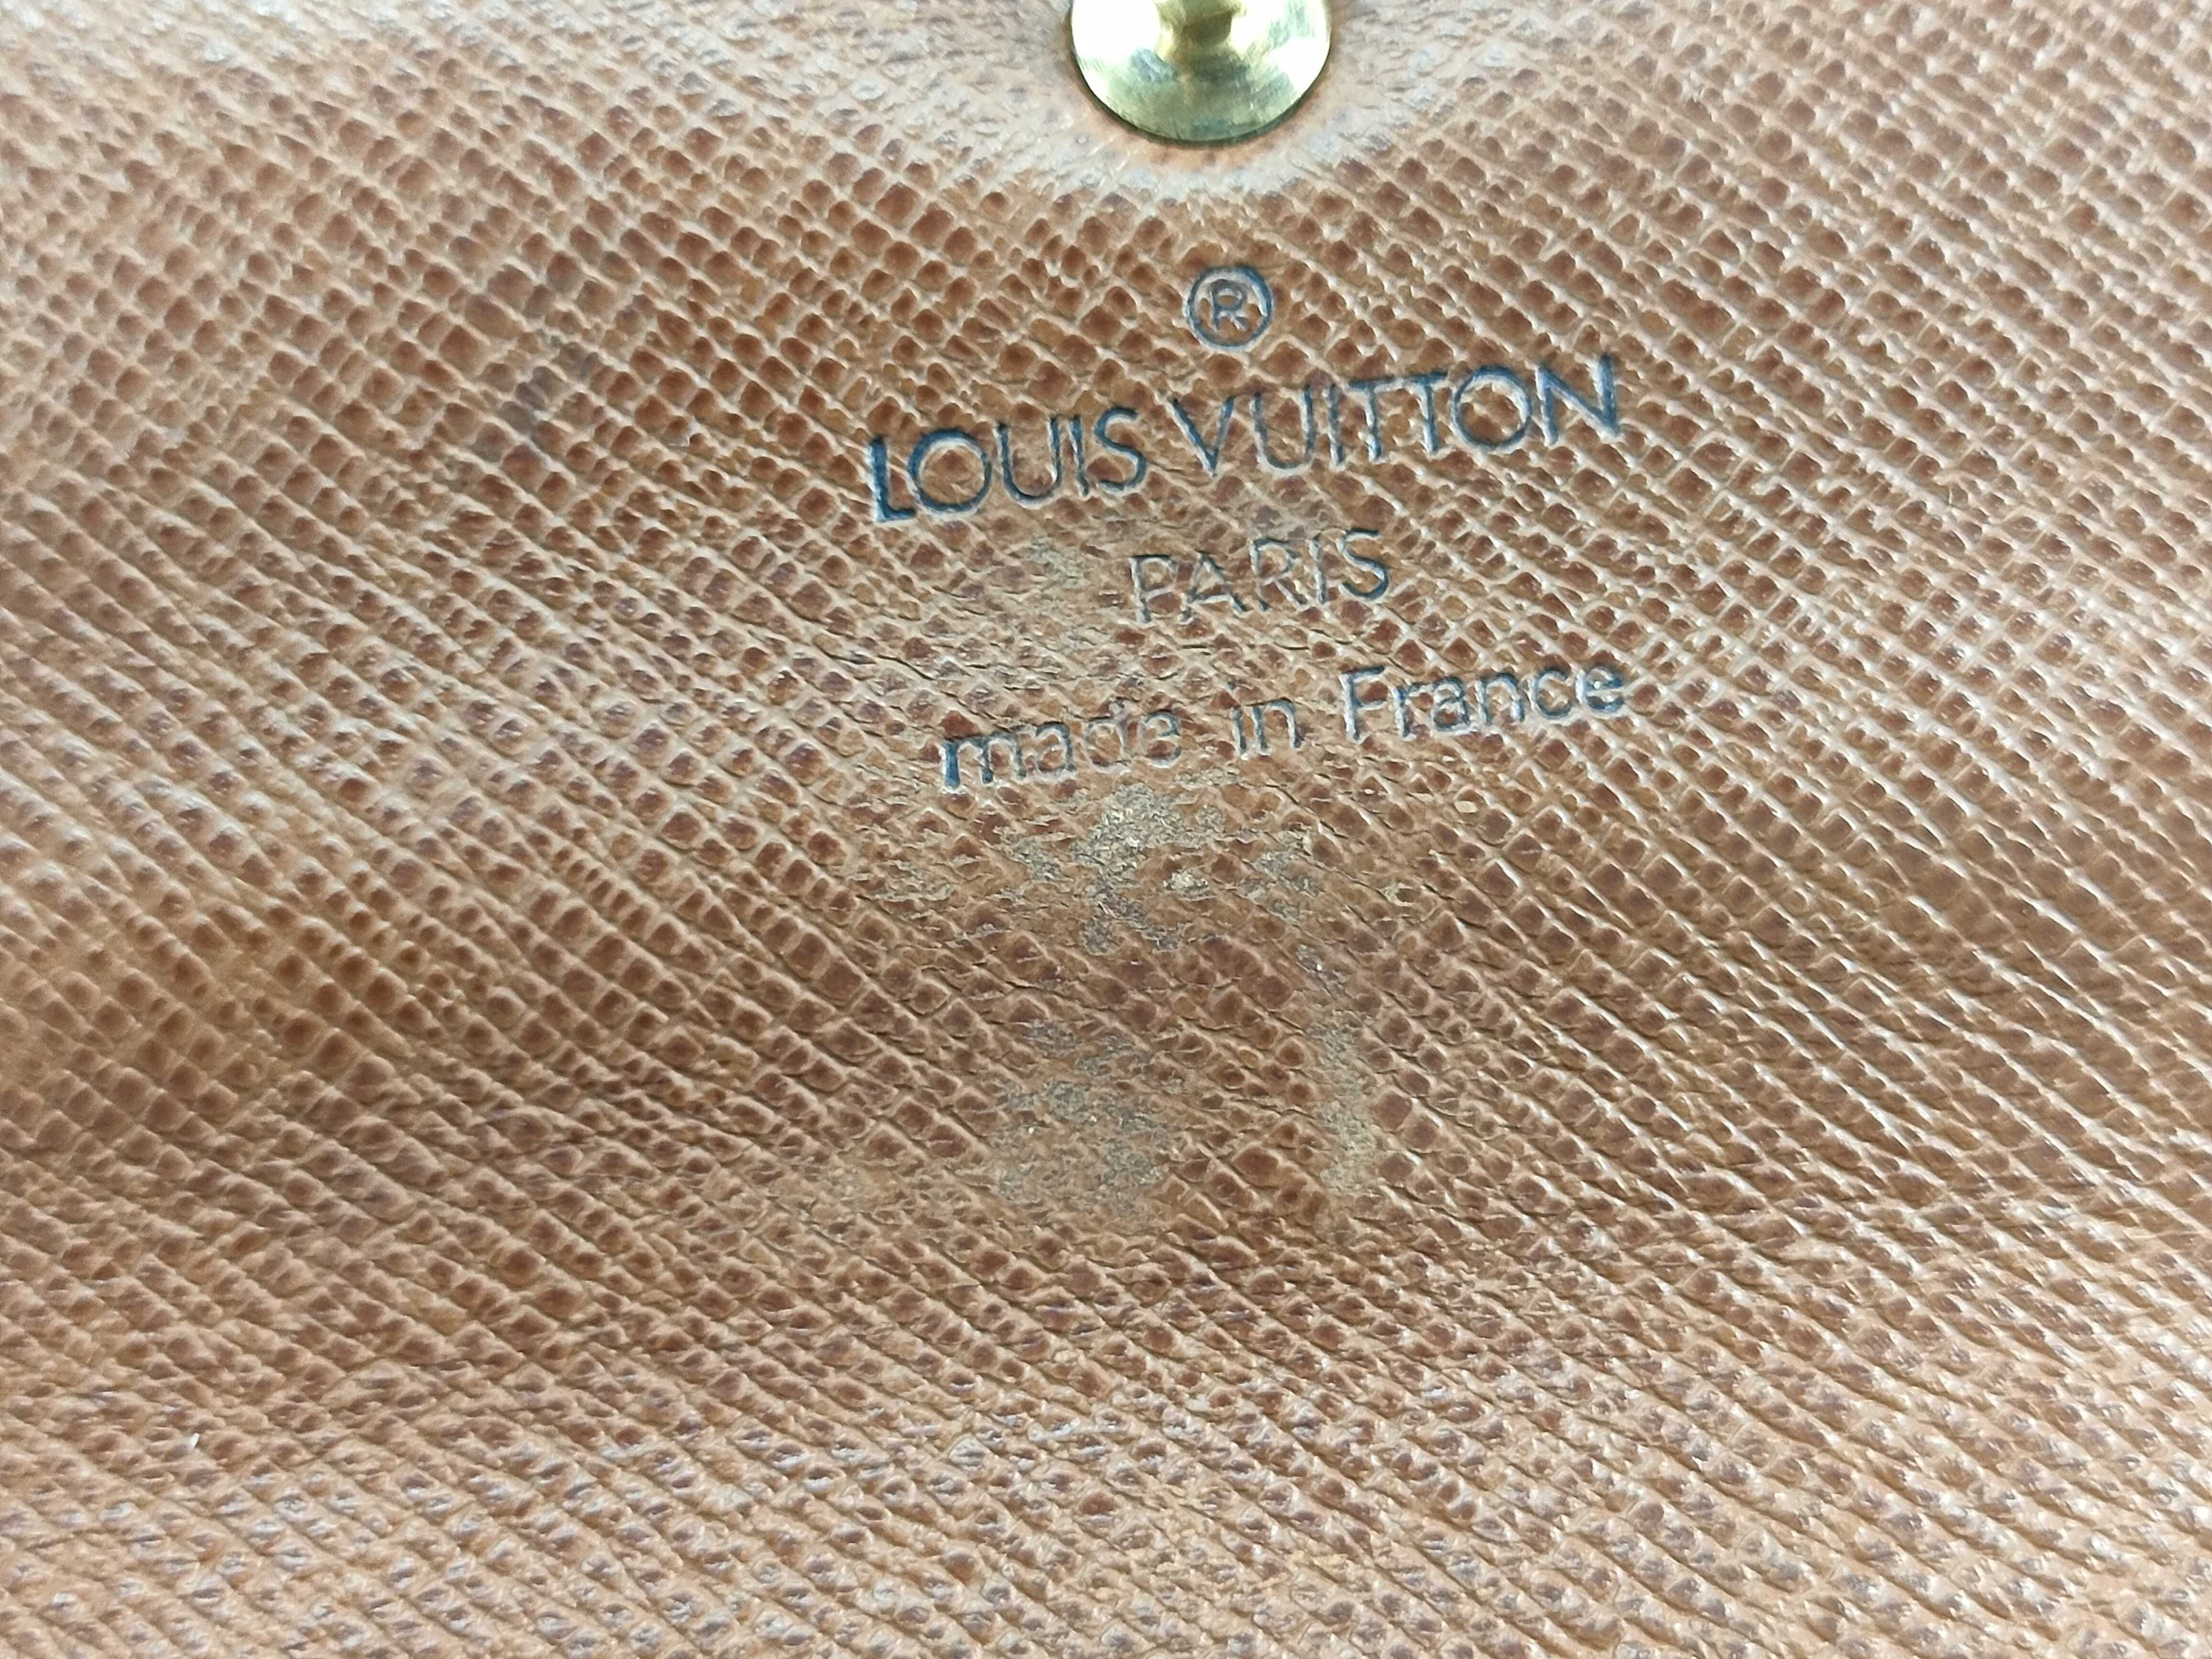 ®
LOUIS VUITTON
PARIS
made in France